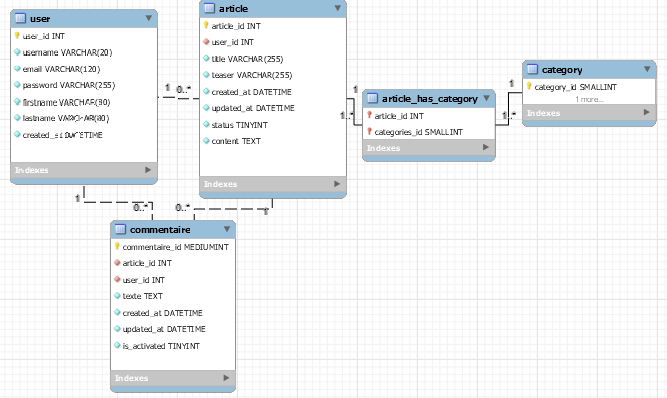 user
user_id INT
username VARCHAR(20)
email VARCHAR(120)
password VARCHAR(255)
firstname VARCHAR(80)
lastname VARCHAR(80)
created_at DATETIME
Indexes
1
0..*
article
article_id INT
user_id INT
title VARCHAR(255)
teaser VARCHAR(255)
created_at DATETIME
updated_at DATETIME
status TINYINT
content TEXT
Indexes
1
1..*
article_has_category
article_id INT
categories_id SMALLINT
Indexes
1
1..*
category
category_id SMALLINT
1 more...
Indexes
1
0..*
0..*
1
commentaire
commentaire_id MEDIUMINT
article_id INT
user_id INT
texte TEXT
created_at DATETIME
updated_at DATETIME
is_activated TINYINT
Indexes